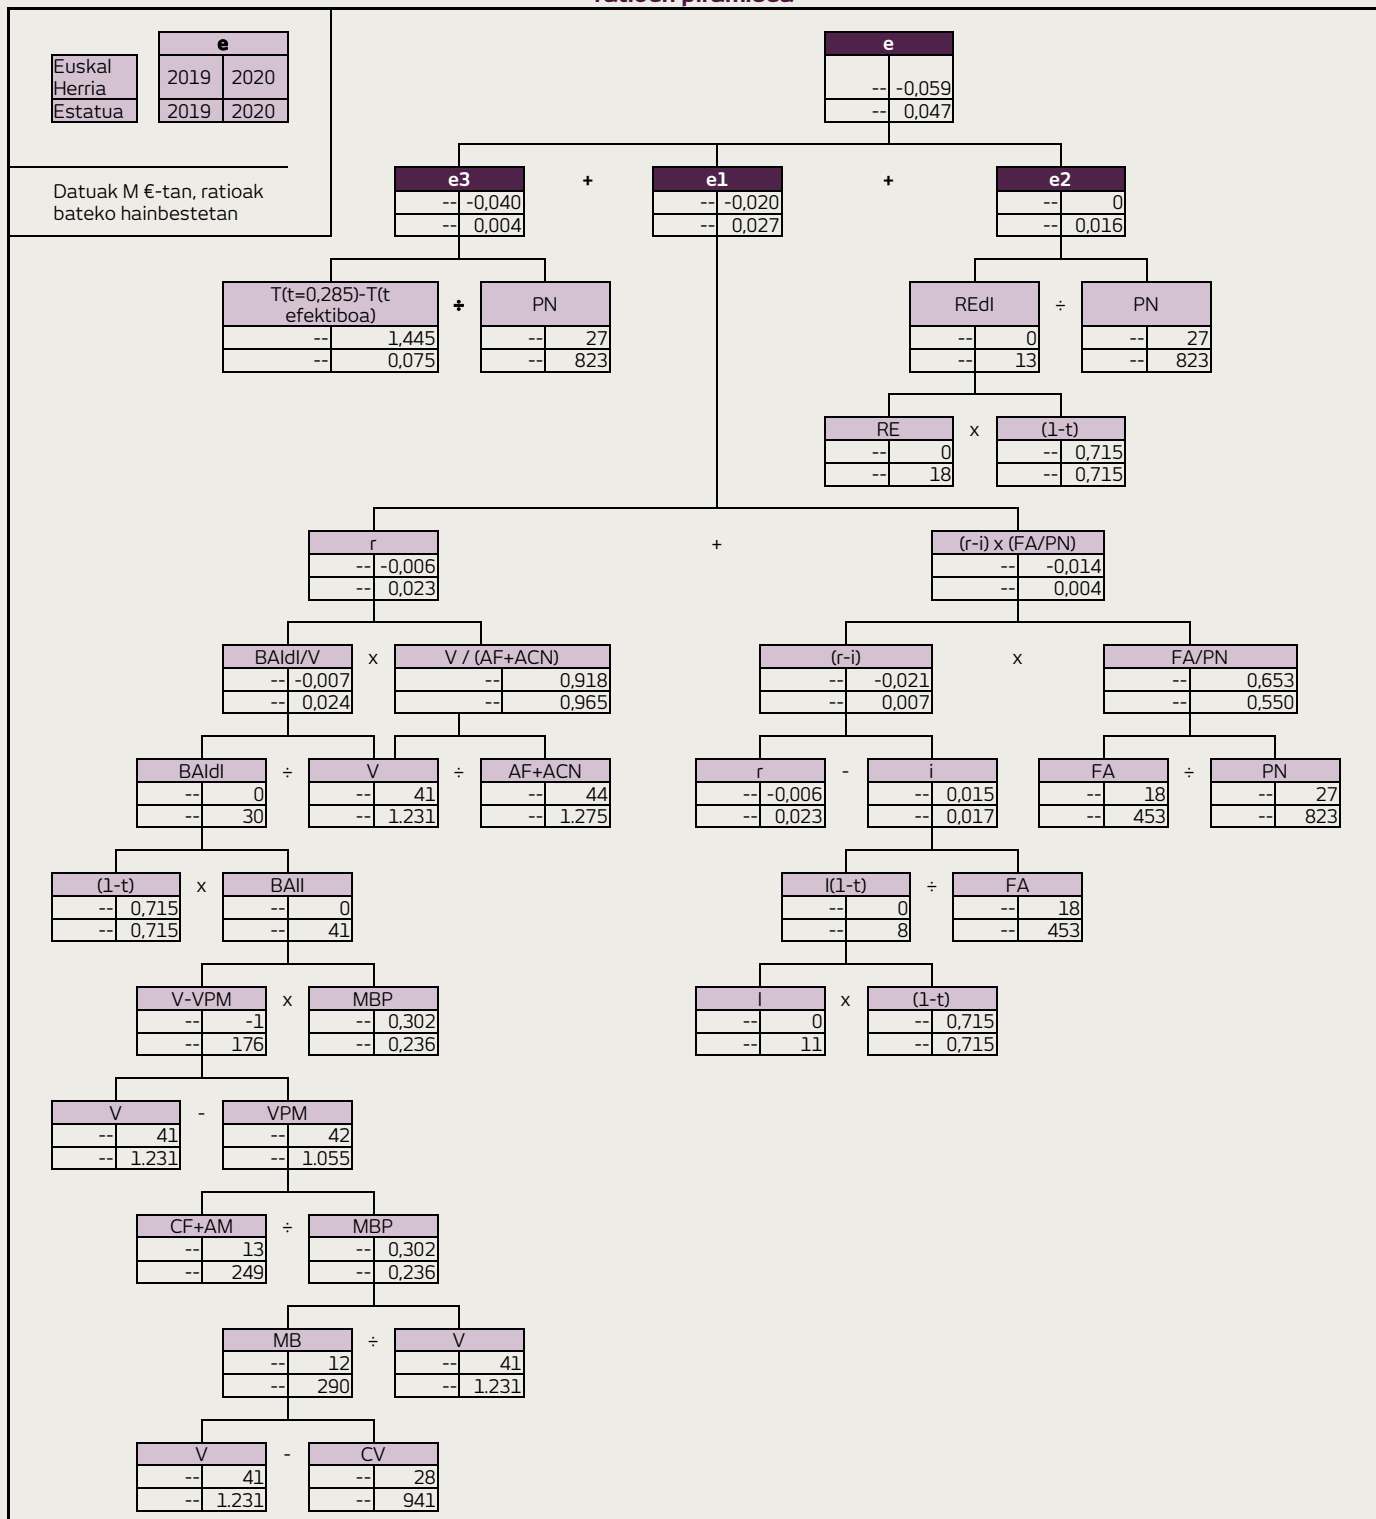 ratioen piramidea
e
Euskal Herria 2019 2020
Estatua 2019 2020
Datuak M €-tan, ratioak
bateko hainbestetan
e
-- -0,059
-- 0,047
e3 + e1 + e2
-- -0,040 -- -0,020 -- 0
-- 0,004 -- 0,027 -- 0,016
T(t=0,285)-T(t efektiboa) ÷ PN REdI ÷ PN
-- 1,445 -- 27 -- 0 -- 27
-- 0,075 -- 823 -- 13 -- 823
RE x (1-t)
-- 0 -- 0,715
-- 18 -- 0,715
r + (r-i) x (FA/PN)
-- -0,006 -- -0,014
-- 0,023 -- 0,004
BAIdI/V x V / (AF+ACN) (r-i) x FA/PN
-- -0,007 -- 0,918 -- -0,021 -- 0,653
-- 0,024 -- 0,965 -- 0,007 -- 0,550
BAIdI ÷ V ÷ AF+ACN r - i FA ÷ PN
-- 0 -- 41 -- 44 -- -0,006 -- 0,015 -- 18 -- 27
-- 30 -- 1.231 -- 1.275 -- 0,023 -- 0,017 -- 453 -- 823
(1-t) x BAII I(1-t) ÷ FA
-- 0,715 -- 0 -- 0 -- 18
-- 0,715 -- 41 -- 8 -- 453
V-VPM x MBP I x (1-t)
-- -1 -- 0,302 -- 0 -- 0,715
-- 176 -- 0,236 -- 11 -- 0,715
V - VPM
-- 41 -- 42
-- 1.231 -- 1.055
CF+AM ÷ MBP
-- 13 -- 0,302
-- 249 -- 0,236
MB ÷ V
-- 12 -- 41
-- 290 -- 1.231
V - CV
-- 41 -- 28
-- 1.231 -- 941